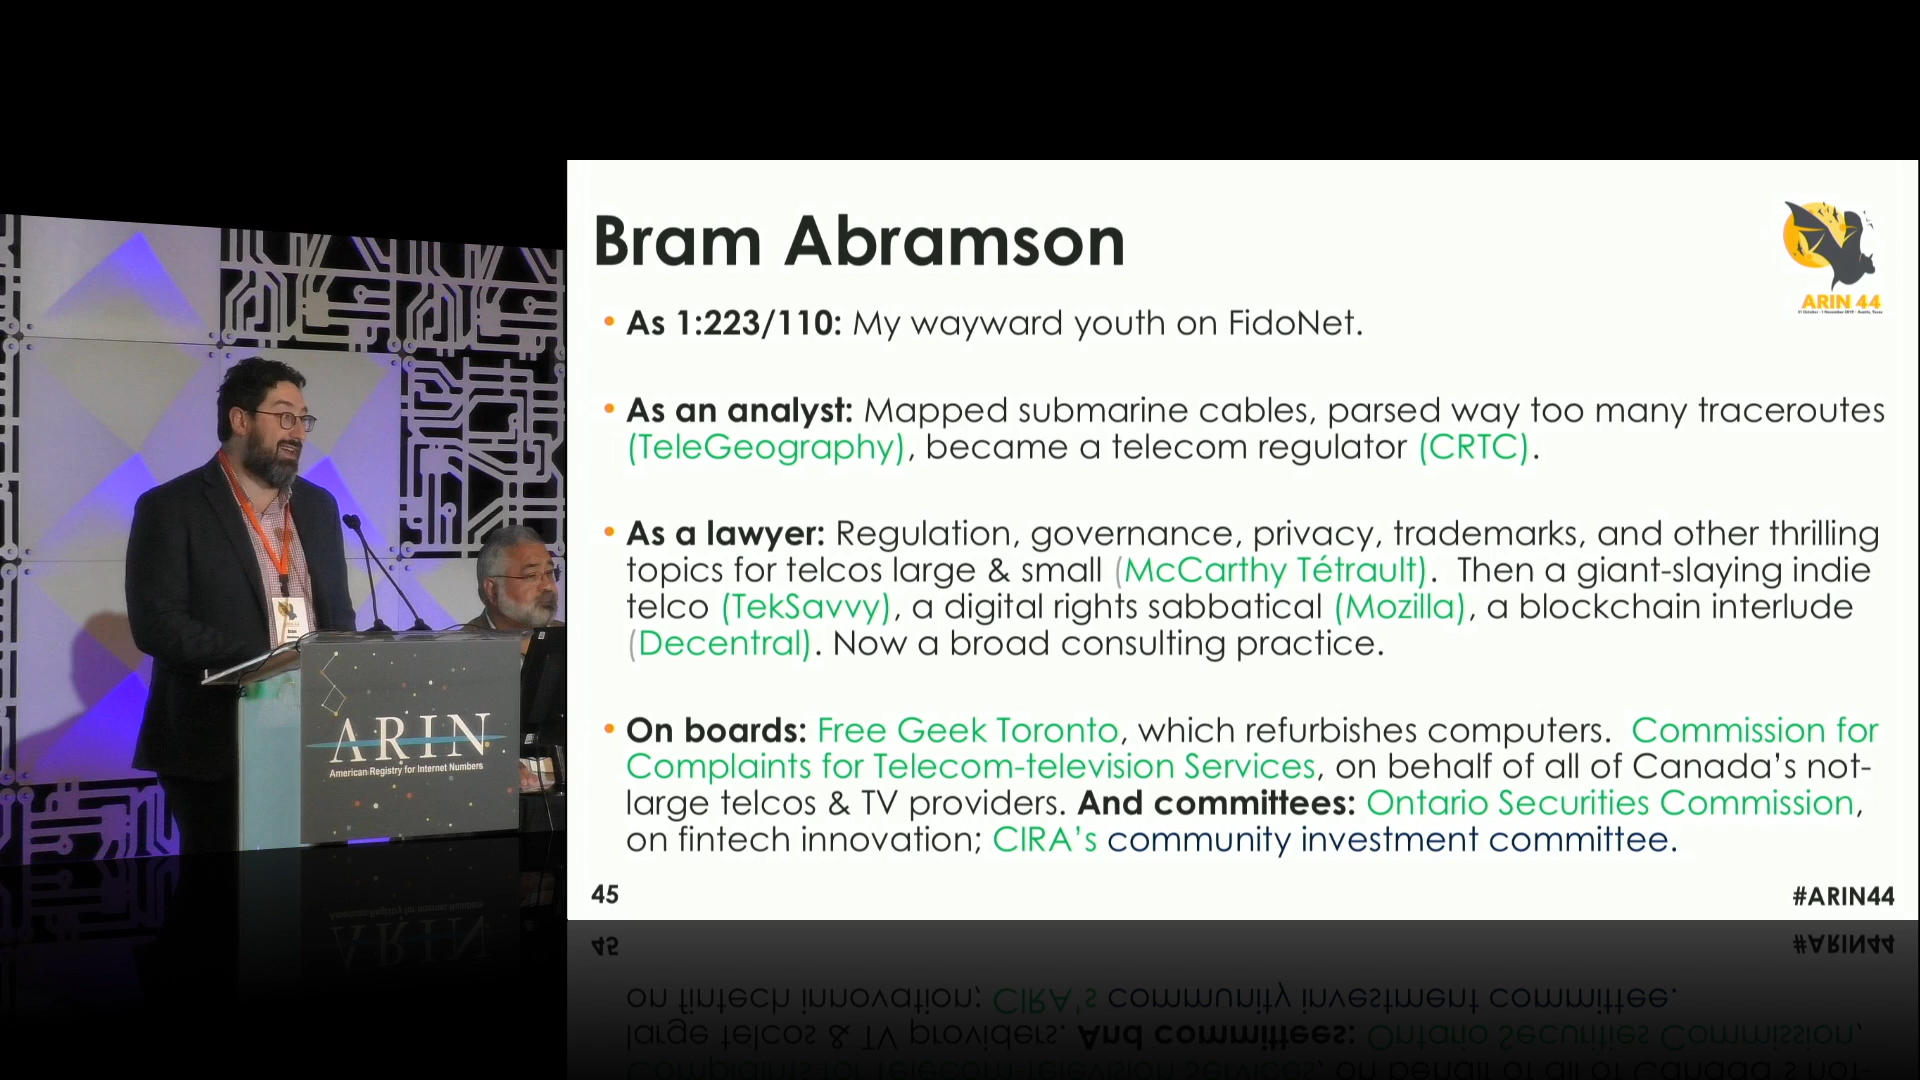 Bram Abramson
ARIN 44
• As 1:223/110: My wayward youth on FidoNet.
• As an analyst: Mapped submarine cables, parsed way too many traceroutes
(TeleGeography), became a telecom regulator (CRTC).
• As a lawyer: Regulation, governance, privacy, trademarks, and other thrilling
topics for telcos large & small (McCarthy Tétrault).  Then a giant-slaying indie
telco (TekSavvy), a digital rights sabbatical (Mozilla), a blockchain interlude
(Decentral). Now a broad consulting practice.
• On boards: Free Geek Toronto, which refurbishes computers.  Commission for
Complaints for Telecom-television Services, on behalf of all of Canada's not-
large telcos & TV providers. And committees: Ontario Securities Commission,
on fintech innovation; CIRA's community investment committee.
45
#ARIN44
ARIN
American Registry for Internet Numbers